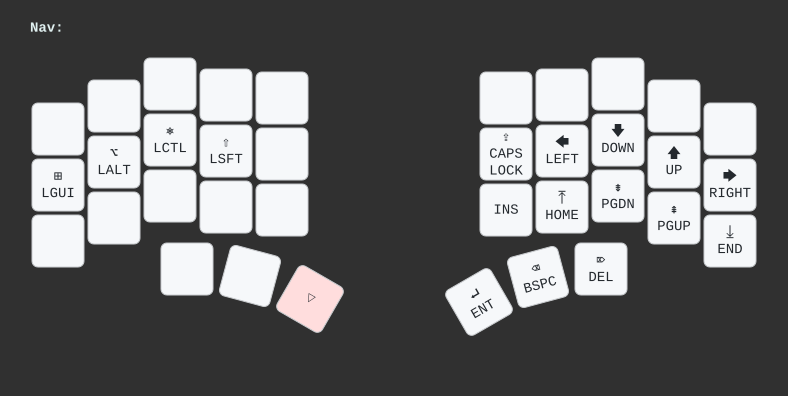 Nav:
⊞
LGUI
⌥
LALT
⎈
LCTL
⇧
LSFT
⇪
CAPS
LOCK
🡸
LEFT
🡻
DOWN
🡹
UP
🡺
RIGHT
INS
⤒
HOME
⇟
PGDN
⇞
PGUP
⤓
END
▷
⏎
ENT
⌫
BSPC
⌦
DEL